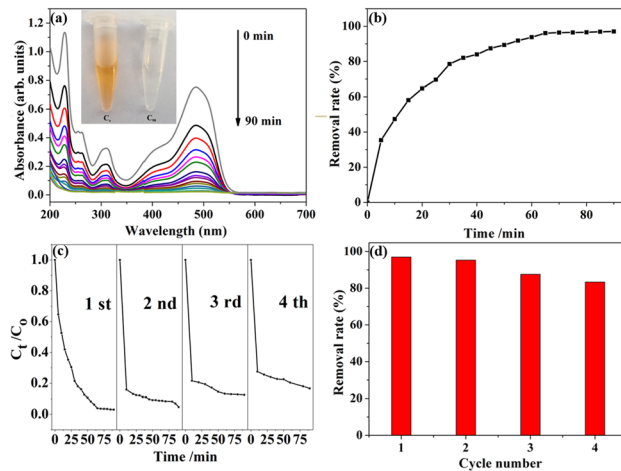 (a)
0 min
90 min
Absorbance (arb. units)
1.2
1.0
0.8
0.6
0.4
0.2
0.0
200 300 400 500 600 700
Wavelength (nm)
(b)
Removal rate (%)
100
80
60
40
20
0
0 20 40 60 80
Time /min
(c)
1 st 2 nd 3 rd 4 th
Ct /Co
1.0
0.8
0.6
0.4
0.2
0.0
0 25 50 75 0 25 50 75 0 25 50 75 0 25 50 75
Time /min
(d)
Removal rate (%)
100
80
60
40
20
0
1 2 3 4
Cycle number